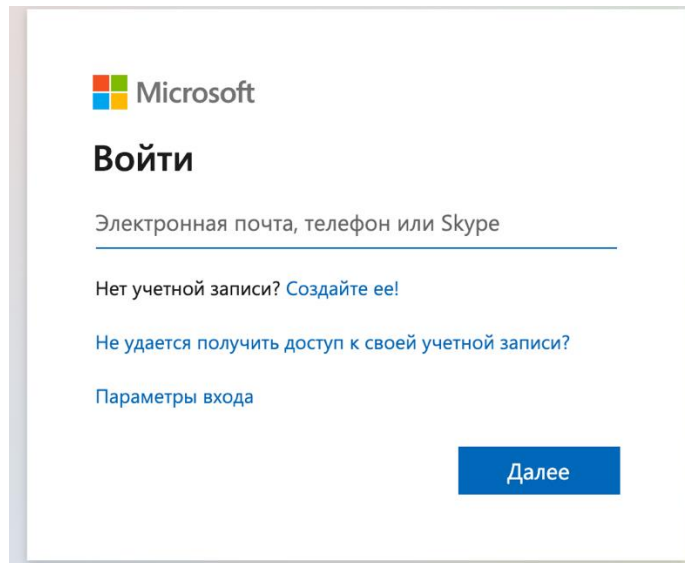 Microsoft
Войти
Электронная почта, телефон или Skype
Нет учетной записи? Создайте ее!
Не удается получить доступ к своей учетной записи?
Параметры входа
Далее